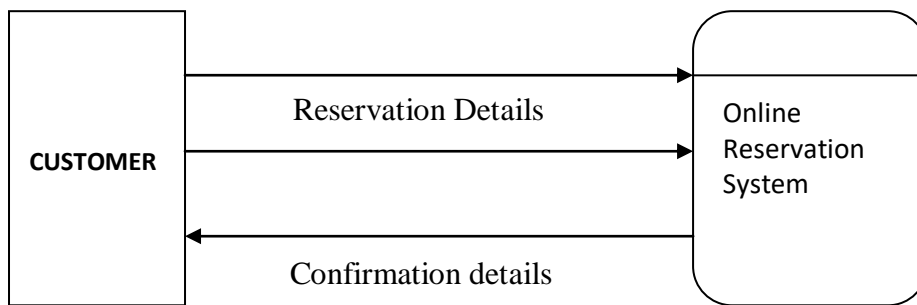 Reservation Details
CUSTOMER
Online
Reservation
System
Confirmation details